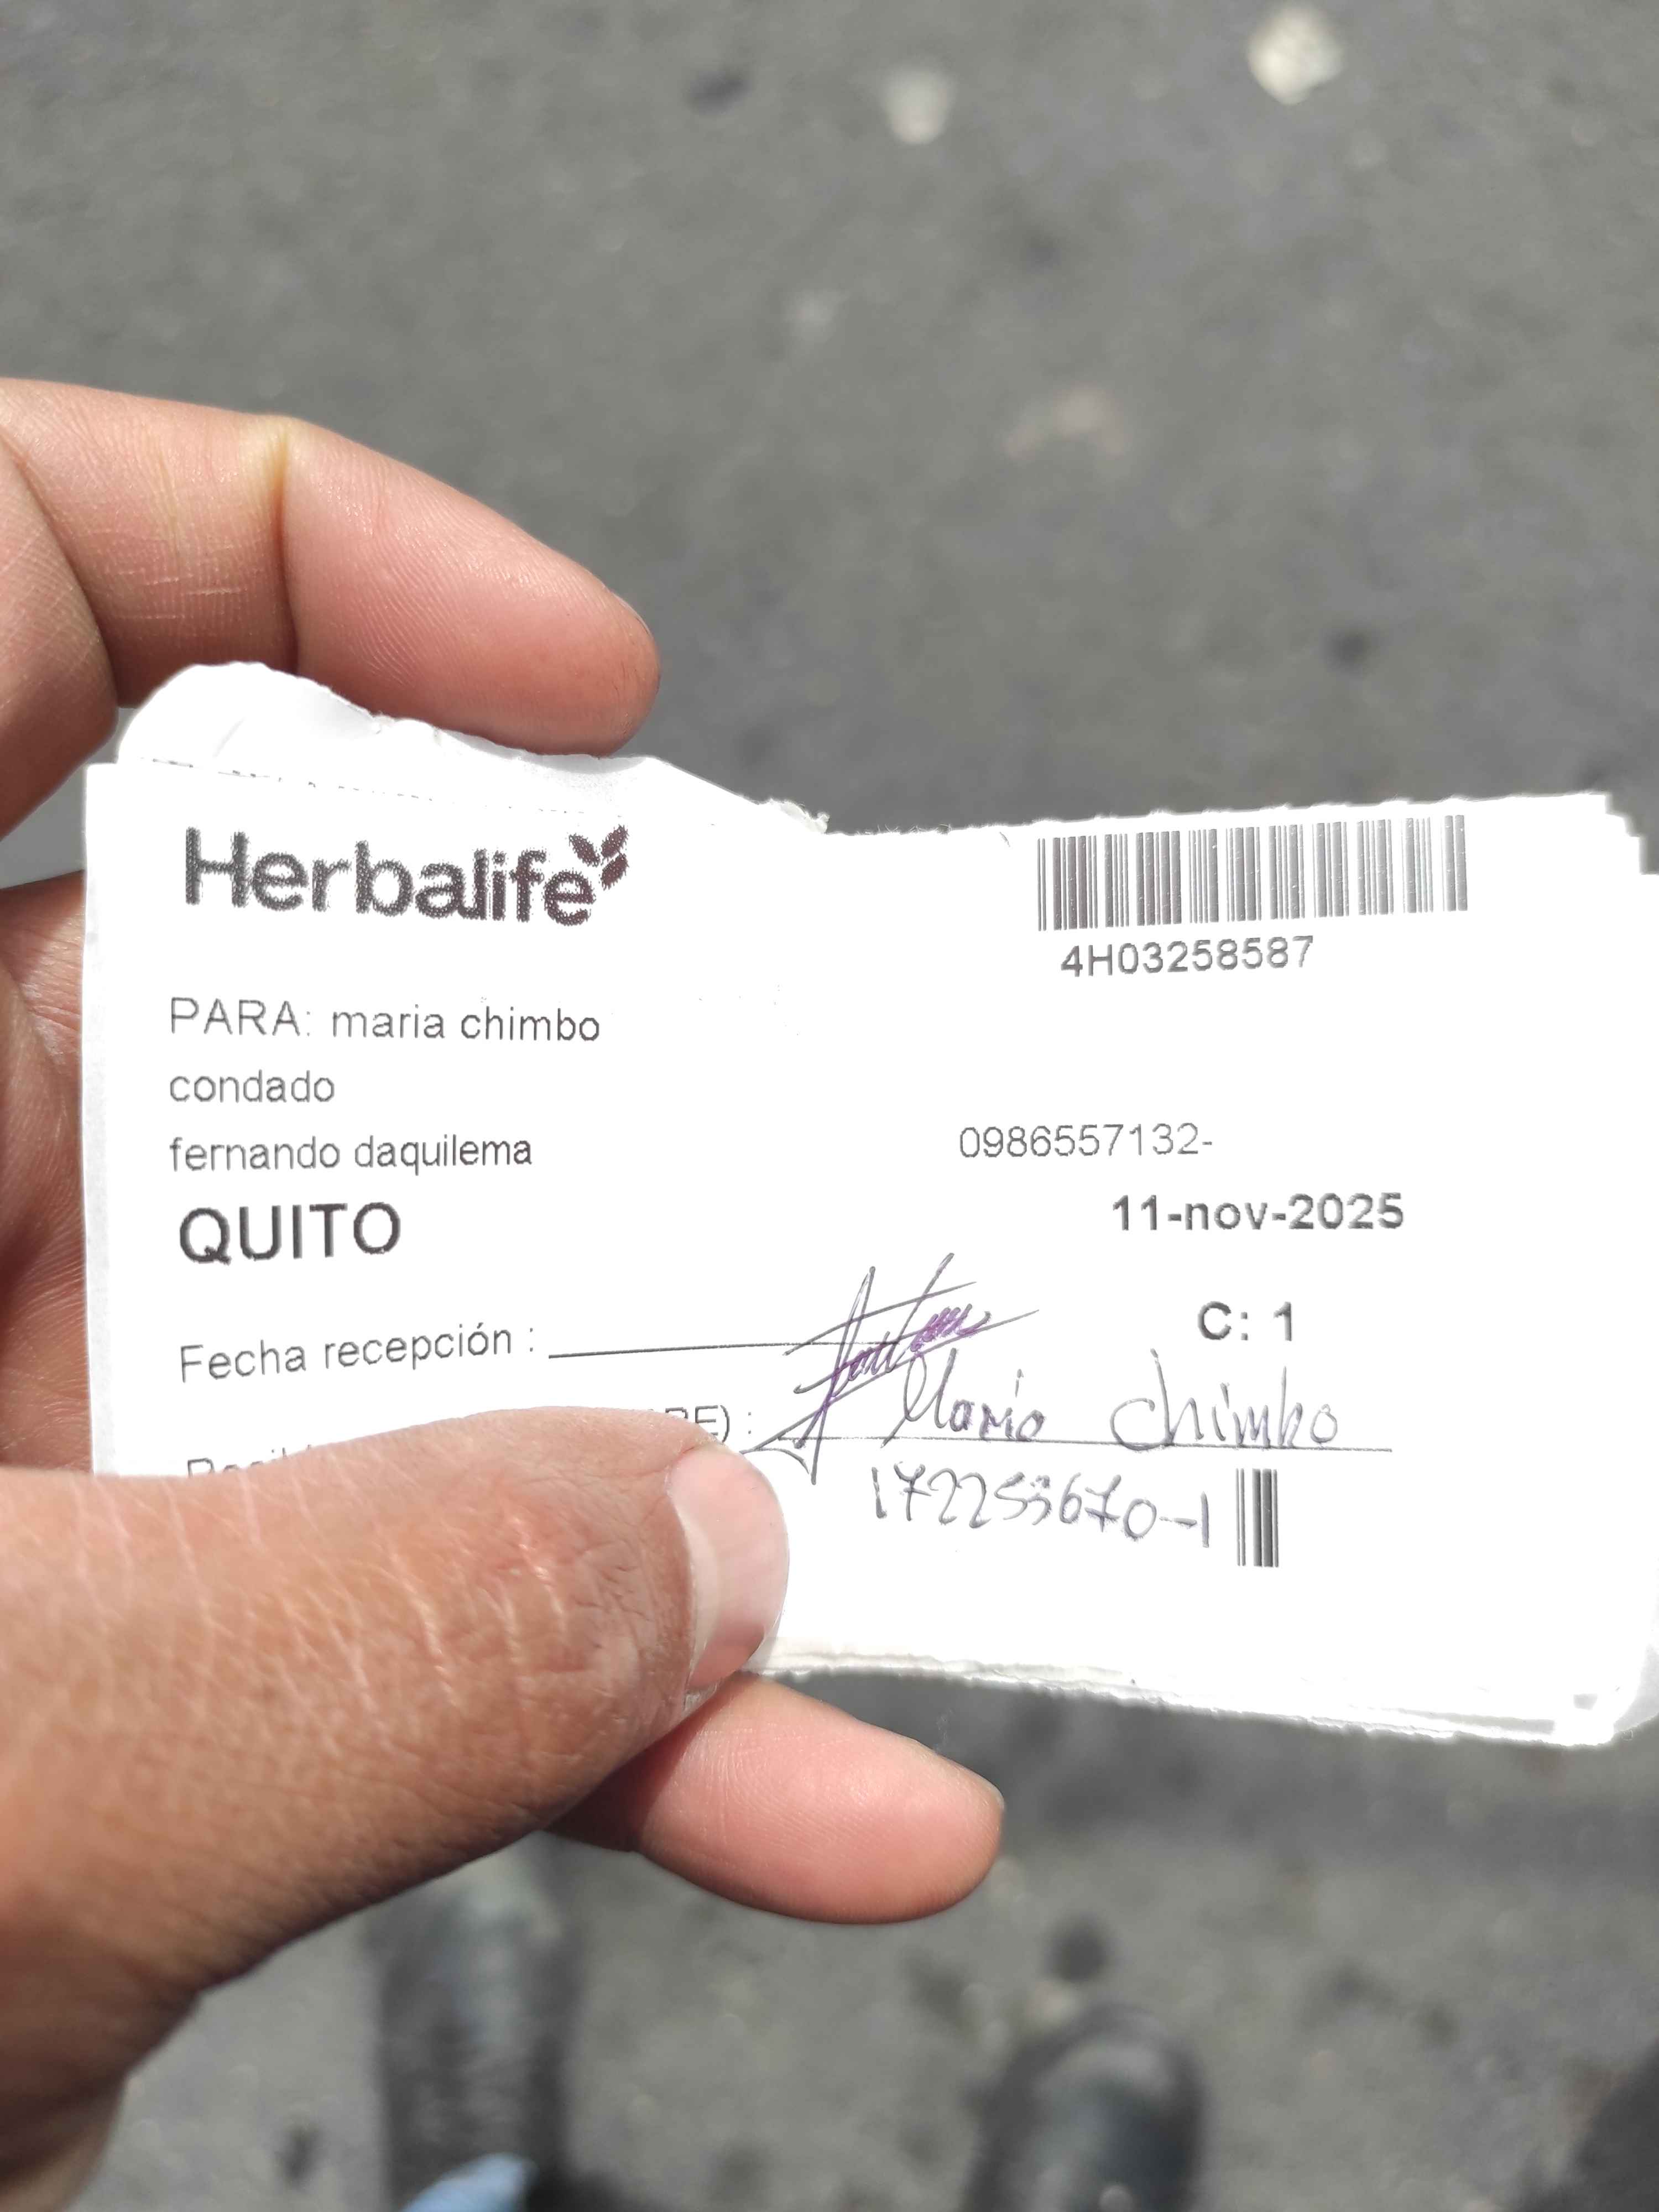 Herbalife
4H03258587
PARA: maria chimbo
condado
fernando daquilema
0986557132-
QUITO
11-nov-2025
C: 1
Fecha recepción :
Maria Chimbo
172253670-1